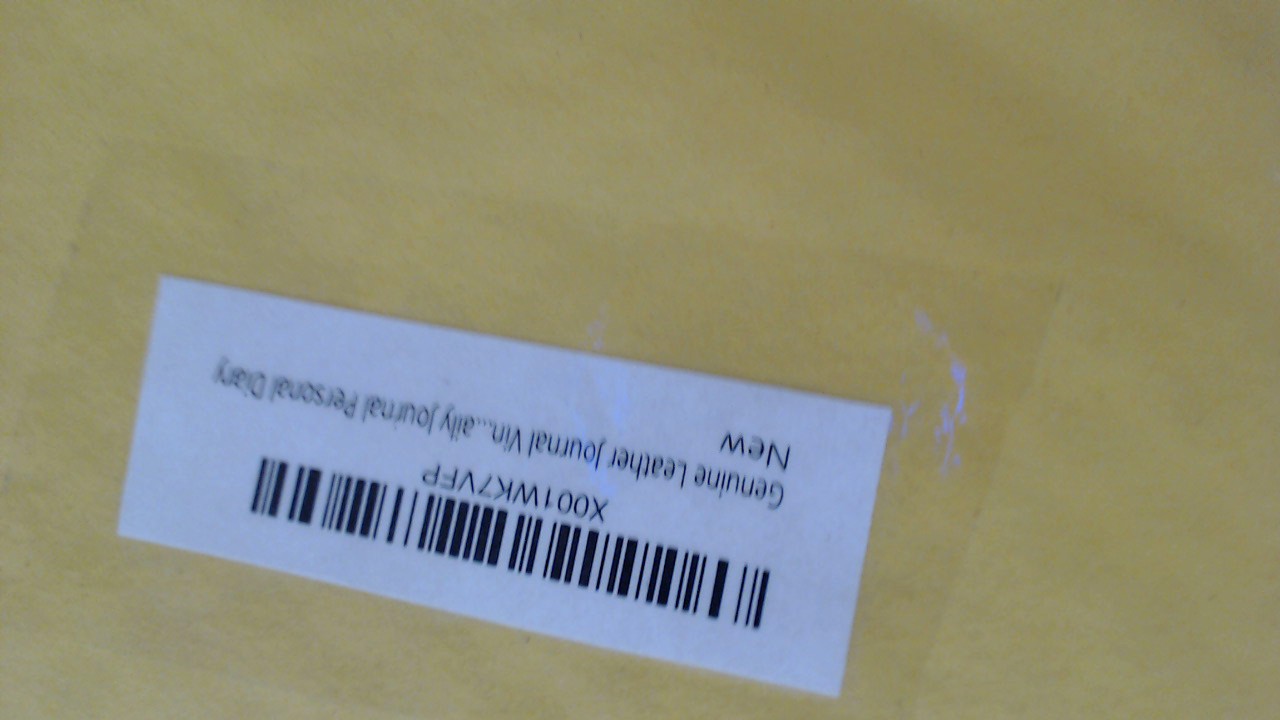 X001WK7VFP
Genuine Leather Journal Vin...aily Journal Personal Diary
New